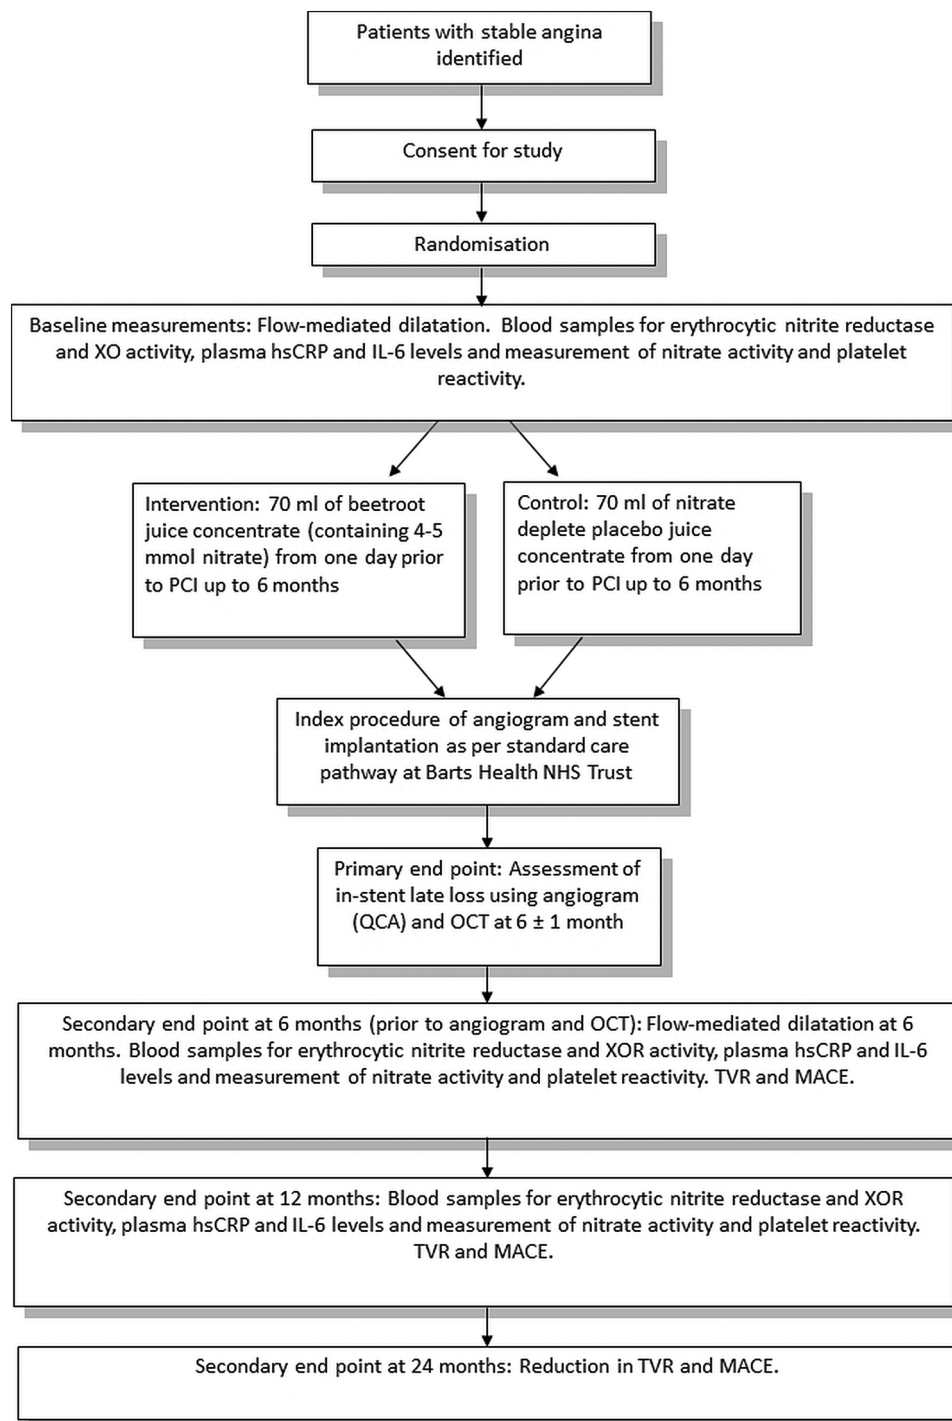 Patients with stable angina
identified
Consent for study
Randomisation
Baseline measurements: Flow-mediated dilatation. Blood samples for erythrocytic nitrite reductase
and XO activity, plasma hsCRP and IL-6 levels and measurement of nitrate activity and platelet
reactivity.
Intervention: 70 ml of beetroot
juice concentrate (containing 4-5
mmol nitrate) from one day prior
to PCI up to 6 months
Control: 70 ml of nitrate
deplete placebo juice
concentrate from one day
prior to PCI up to 6 months
Index procedure of angiogram and stent
implantation as per standard care
pathway at Barts Health NHS Trust
Primary end point: Assessment of
in-stent late loss using angiogram
(QCA) and OCT at 6 ± 1 month
Secondary end point at 6 months (prior to angiogram and OCT): Flow-mediated dilatation at 6
months. Blood samples for erythrocytic nitrite reductase and XOR activity, plasma hsCRP and IL-6
levels and measurement of nitrate activity and platelet reactivity. TVR and MACE.
Secondary end point at 12 months: Blood samples for erythrocytic nitrite reductase and XOR
activity, plasma hsCRP and IL-6 levels and measurement of nitrate activity and platelet reactivity.
TVR and MACE.
Secondary end point at 24 months: Reduction in TVR and MACE.